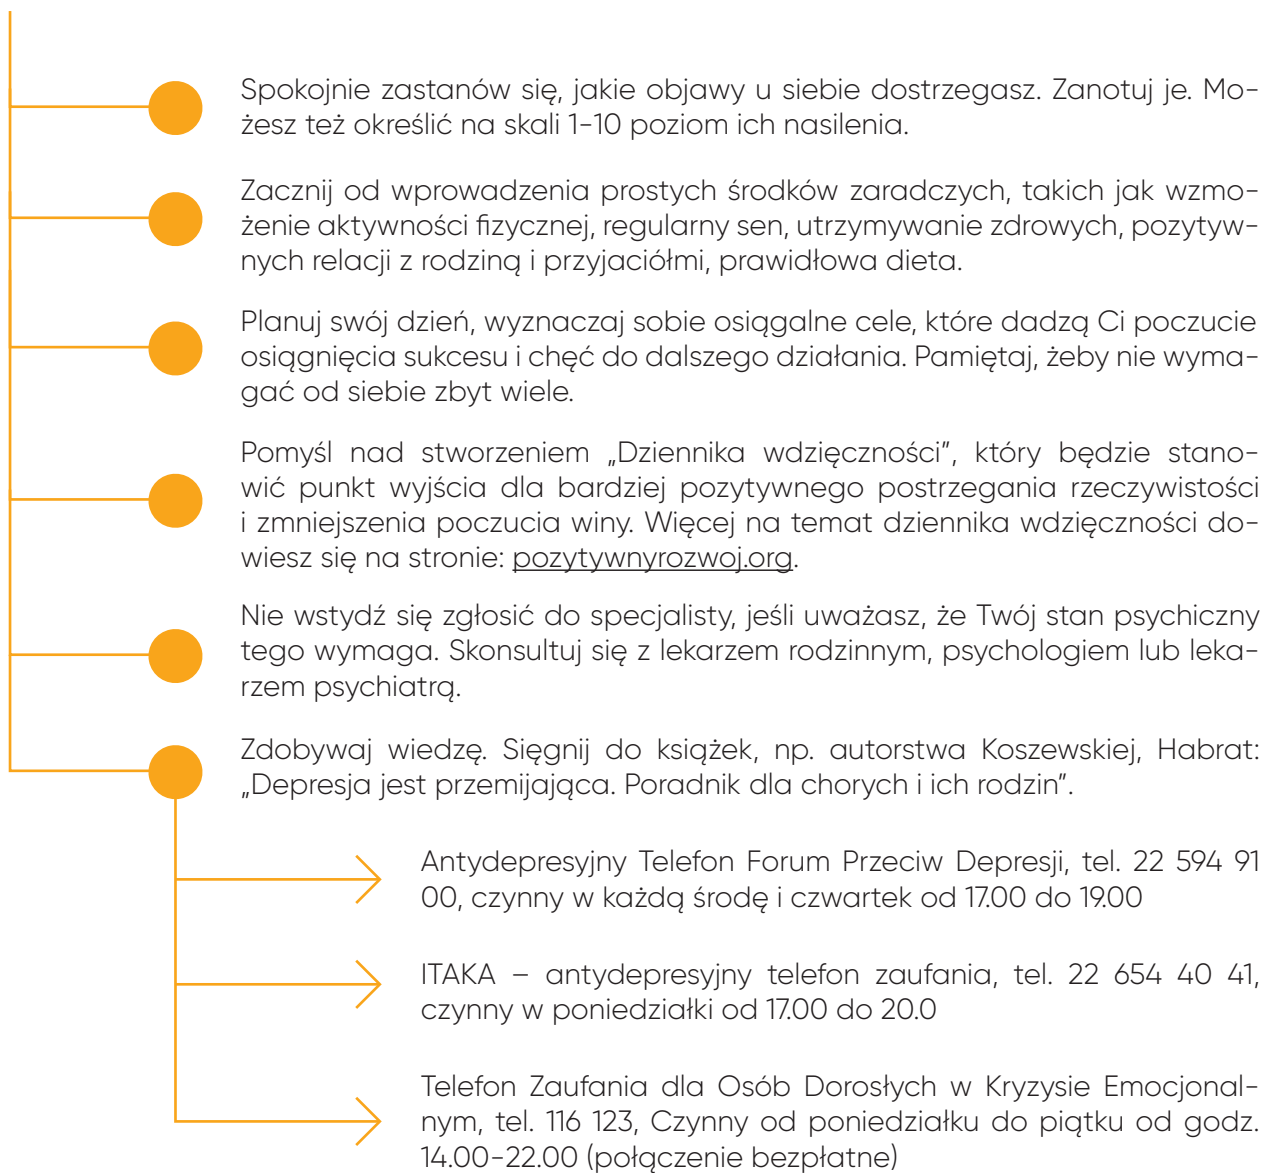 Spokojnie zastanów się, jakie objawy u siebie dostrzegasz. Zanotuj je. Mo-
żesz też określić na skali 1-10 poziom ich nasilenia.
Zacznij od wprowadzenia prostych środków zaradczych, takich jak wzmo-
żenie aktywności fizycznej, regularny sen, utrzymywanie zdrowych, pozytyw-
nych relacji z rodziną i przyjaciółmi, prawidłowa dieta.
Planuj swój dzień, wyznaczaj sobie osiągalne cele, które dadzą Ci poczucie
osiągnięcia sukcesu i chęć do dalszego działania. Pamiętaj, żeby nie wyma-
gać od siebie zbyt wiele.
Pomyśl nad stworzeniem „Dziennika wdzięczności”, który będzie stano-
wić punkt wyjścia dla bardziej pozytywnego postrzegania rzeczywistości
i zmniejszenia poczucia winy. Więcej na temat dziennika wdzięczności do-
wiesz się na stronie: pozytywnyrozwoj.org.
Nie wstydź się zgłosić do specjalisty, jeśli uważasz, że Twój stan psychiczny
tego wymaga. Skonsultuj się z lekarzem rodzinnym, psychologiem lub leka-
rzem psychiatrą.
Zdobywaj wiedzę. Sięgnij do książek, np. autorstwa Koszewskiej, Habrat:
„Depresja jest przemijająca. Poradnik dla chorych i ich rodzin”.
Antydepresyjny Telefon Forum Przeciw Depresji, tel. 22 594 91
00, czynny w każdą środę i czwartek od 17.00 do 19.00
ITAKA – antydepresyjny telefon zaufania, tel. 22 654 40 41,
czynny w poniedziałki od 17.00 do 20.0
Telefon Zaufania dla Osób Dorosłych w Kryzysie Emocjonal-
nym, tel. 116 123, Czynny od poniedziałku do piątku od godz.
14.00-22.00 (połączenie bezpłatne)